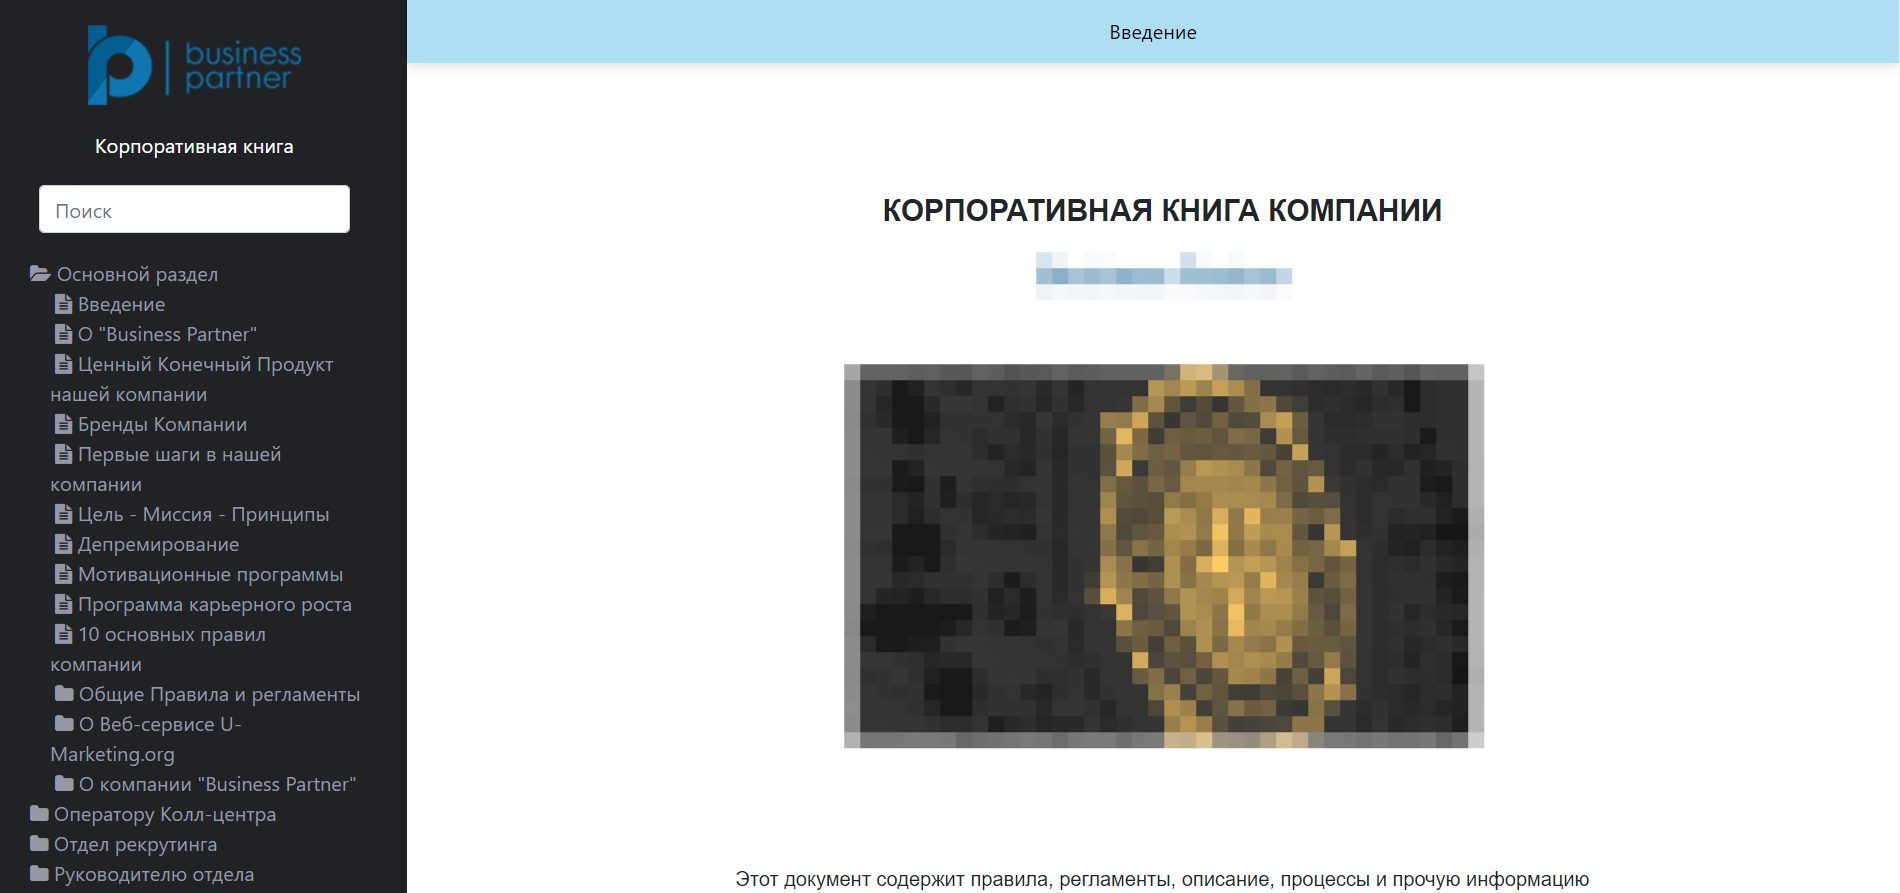 business
partner
Корпоративная книга
Поиск
Основной раздел
Введение
О "Business Partner"
Ценный Конечный Продукт
нашей компании
Бренды Компании
Первые шаги в нашей
компании
Цель - Миссия - Принципы
Депремирование
Мотивационные программы
Программа карьерного роста
10 основных правил
компании
Общие Правила и регламенты
О Веб-сервисе U-
Marketing.org
О компании "Business Partner"
Оператору Колл-центра
Отдел рекрутинга
Руководителю отдела
Введение
КОРПОРАТИВНАЯ КНИГА КОМПАНИИ
Этот документ содержит правила, регламенты, описание, процессы и прочую информацию